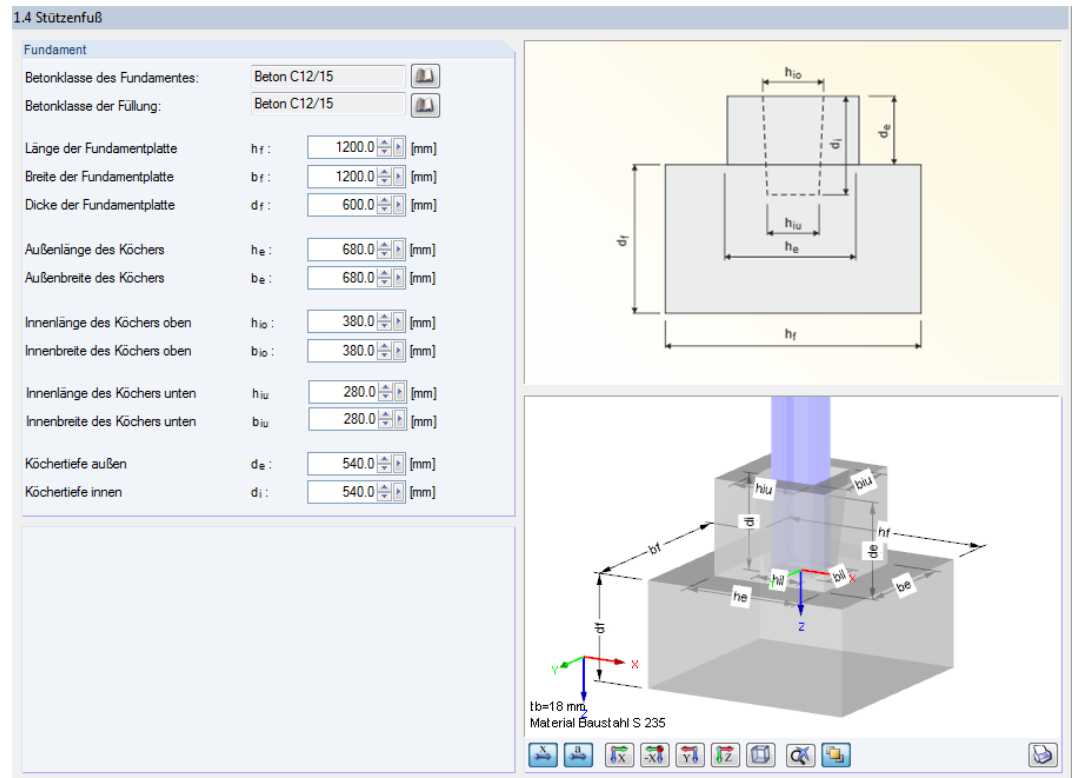 1.4 Stützenfuß
Fundament
Betonklasse des Fundamentes: Beton C12/15
Betonklasse der Füllung: Beton C12/15
Länge der Fundamentplatte hf : 1200.0 [mm]
Breite der Fundamentplatte bf : 1200.0 [mm]
Dicke der Fundamentplatte df : 600.0 [mm]
Außenlänge des Köchers he : 680.0 [mm]
Außenbreite des Köchers be : 680.0 [mm]
Innenlänge des Köchers oben hio : 380.0 [mm]
Innenbreite des Köchers oben bio : 380.0 [mm]
Innenlänge des Köchers unten hiu 280.0 [mm]
Innenbreite des Köchers unten biu 280.0 [mm]
Köchertiefe außen de : 540.0 [mm]
Köchertiefe innen di : 540.0 [mm]
hio
de
di
hiu
he
df
hf
hiu
biu
di
hf
bf
de
hil
bil
X
Y
he
be
Z
df
X
Y
Z
tb=18 mm
Material Baustahl S 235
X
a
X
-X
Y
Z